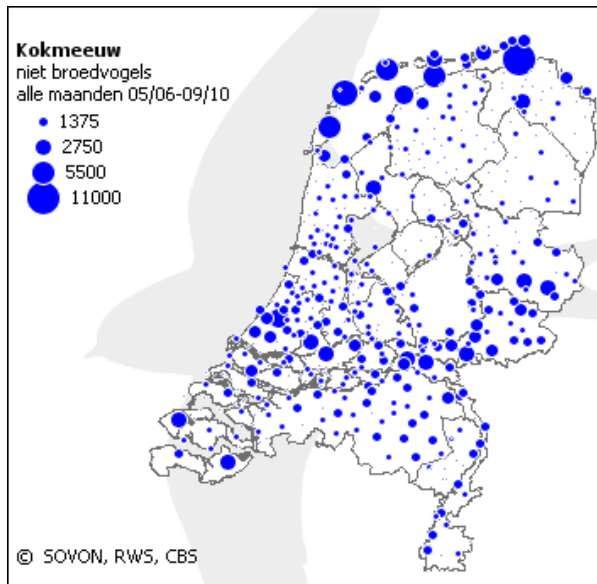 Kokmeeuw
niet broedvogels
alle maanden 05/06-09/10
1375
2750
5500
11000
© SOVON, RWS, CBS